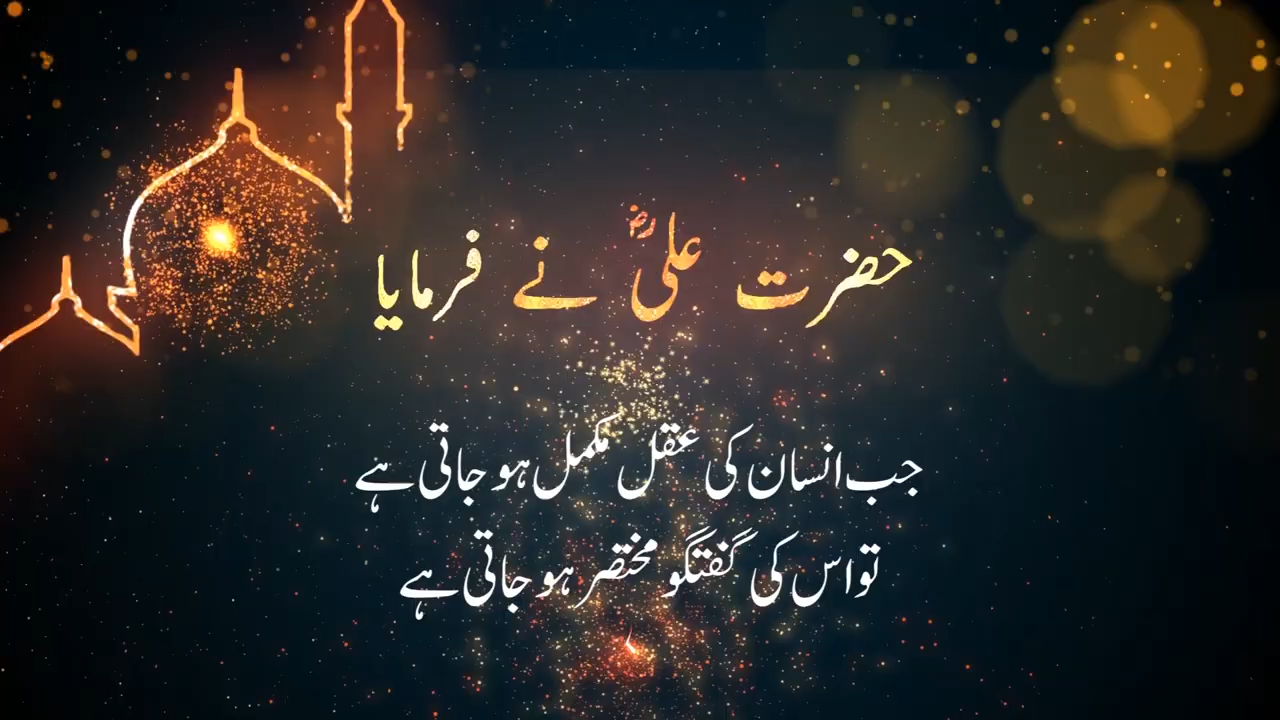 حضرت علیؓ نے فرمایا
جب انسان کی عقل مکمل ہو جاتی ہے
تو اس کی گفتگو مختصر ہو جاتی ہے